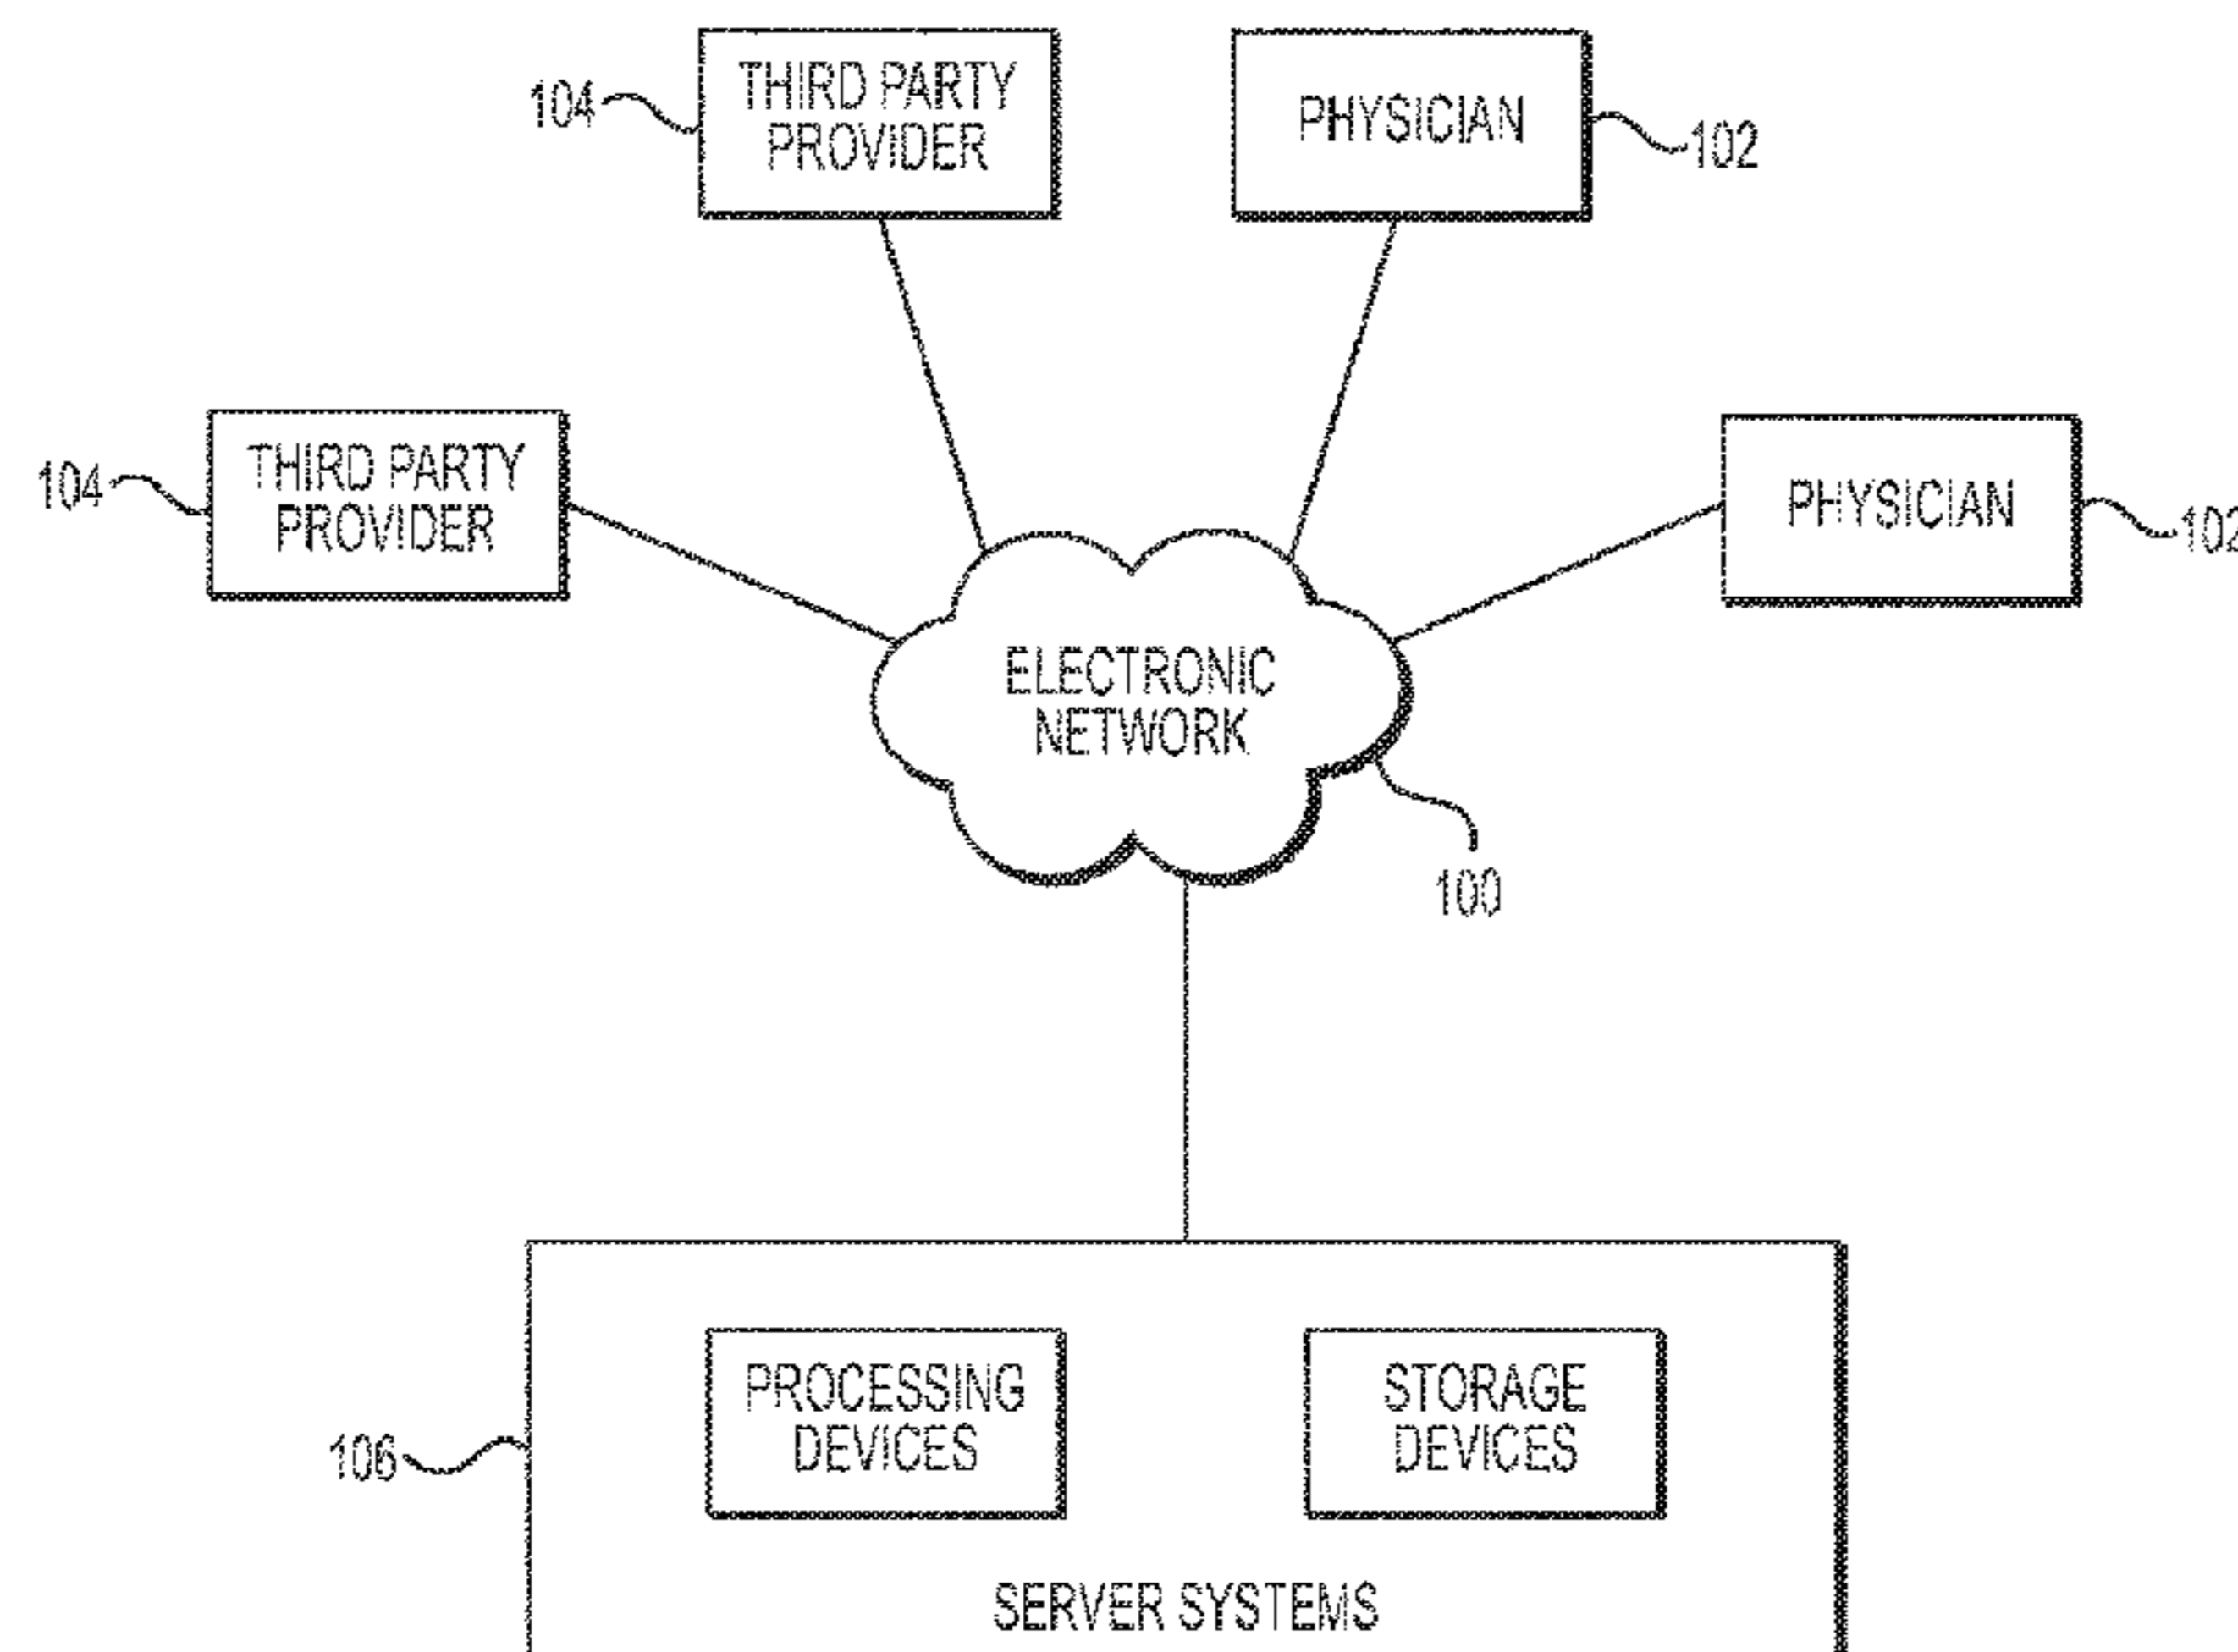 THIRD PARTY
PROVIDER
104
PHYSICIAN
102
THIRD PARTY
PROVIDER
104
PHYSICIAN
102
ELECTRONIC
NETWORK
100
PROCESSING
DEVICES
STORAGE
DEVICES
106
SERVER SYSTEMS